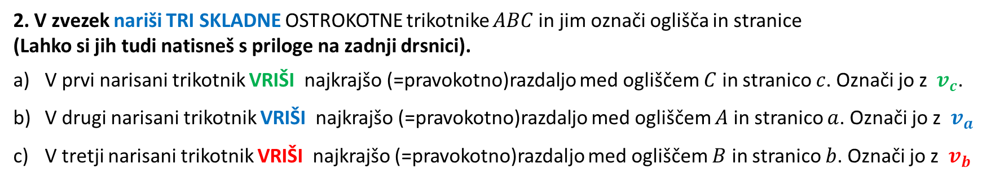 2. V zvezek nariši TRI SKLADNE OSTROKOTNE trikotnike ABC in jim označi oglišča in stranice
(Lahko si jih tudi natisneš s priloge na zadnji drsnici).
a) V prvi narisani trikotnik VRIŠI najkrajšo (=pravokotno)razdaljo med ogliščem C in stranico c. Označi jo z v_c.
b) V drugi narisani trikotnik VRIŠI najkrajšo (=pravokotno)razdaljo med ogliščem A in stranico a. Označi jo z v_a
c) V tretji narisani trikotnik VRIŠI najkrajšo (=pravokotno)razdaljo med ogliščem B in stranico b. Označi jo z v_b